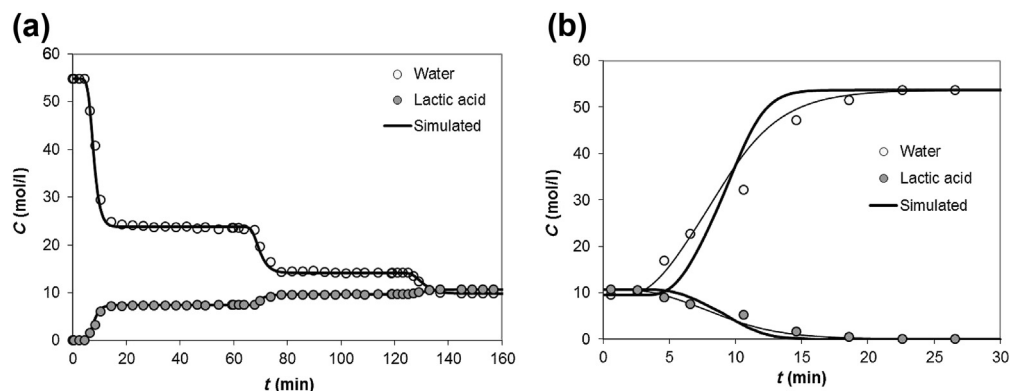 (a)
60
50
40
30
20
10
0
C (mol/l)
Water
Lactic acid
Simulated
0 20 40 60 80 100 120 140 160
t (min)
(b)
60
50
40
30
20
10
0
C (mol/l)
Water
Lactic acid
Simulated
0 5 10 15 20 25 30
t (min)